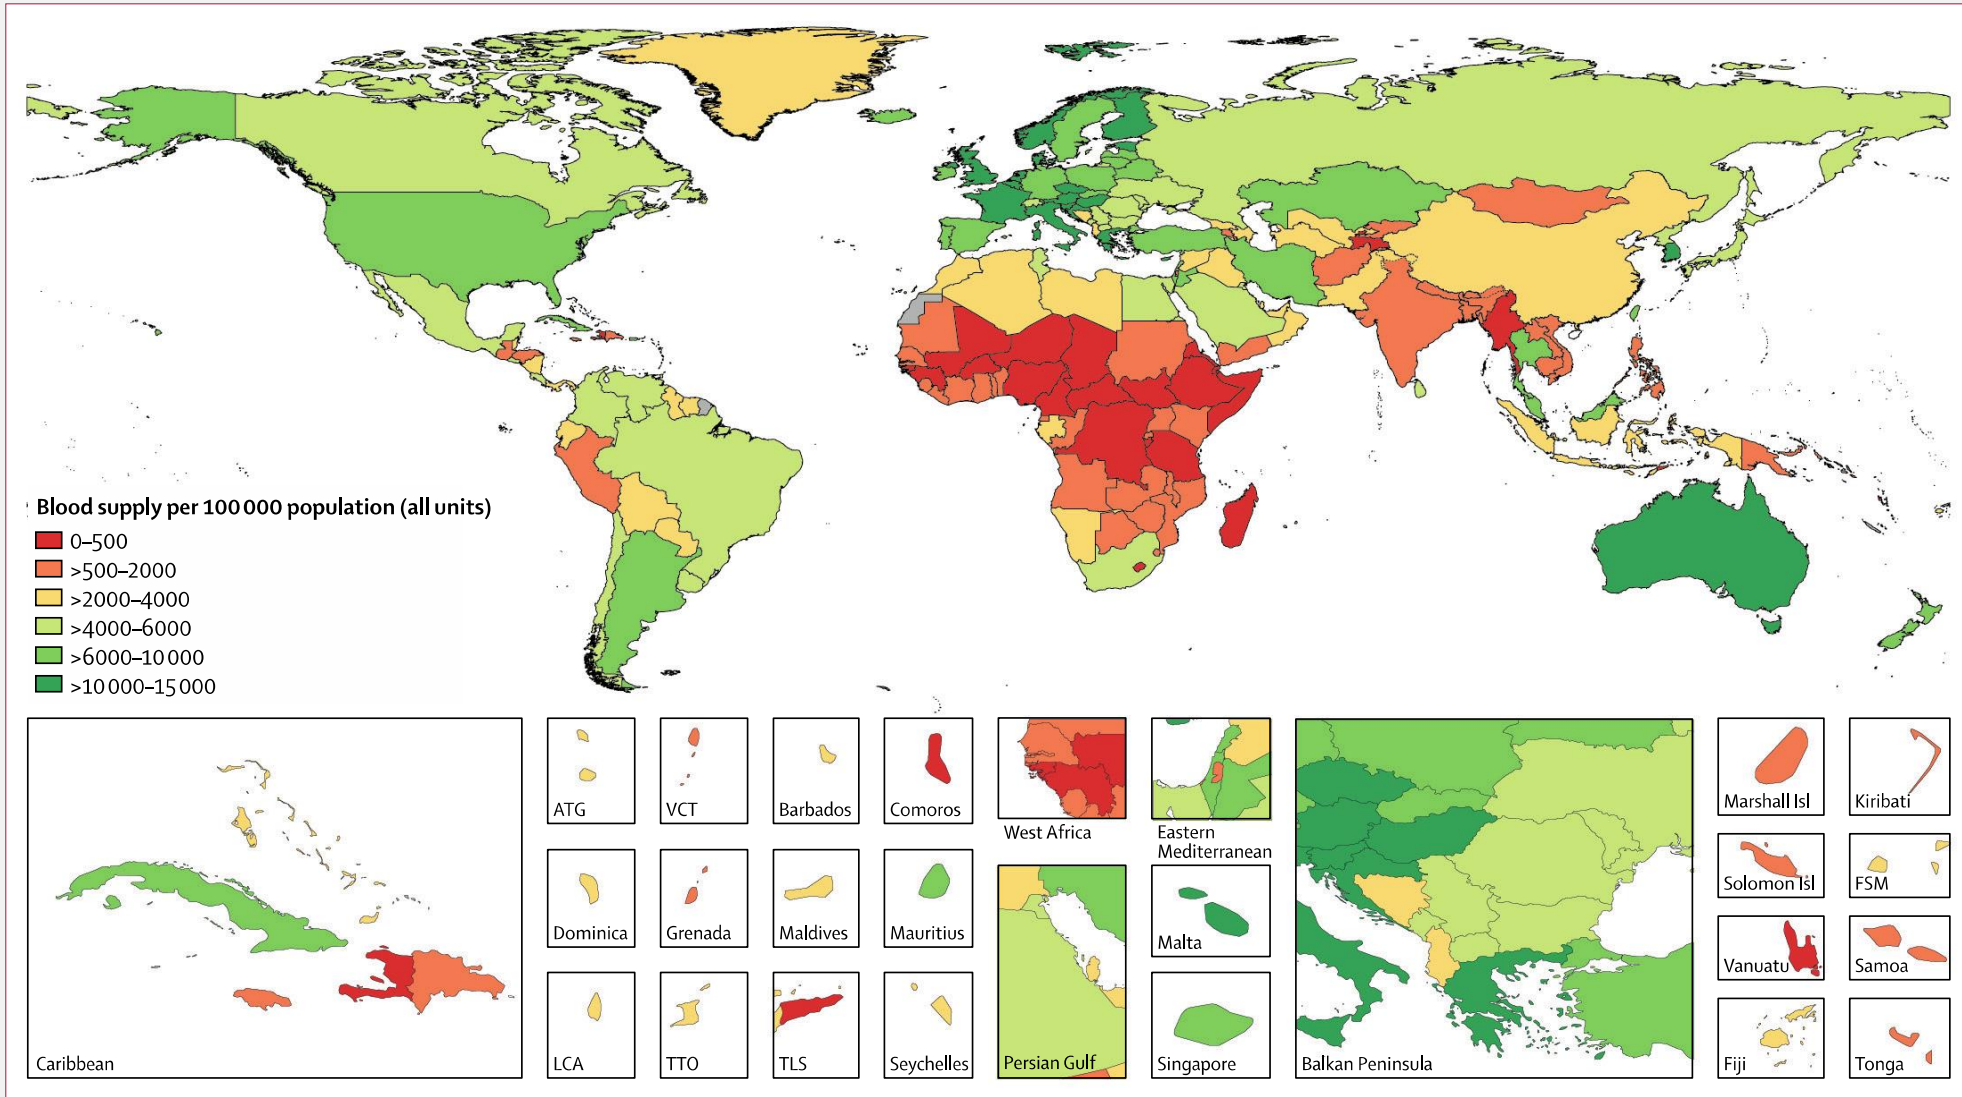 Blood supply per 100 000 population (all units)
0–500
>500–2000
>2000–4000
>4000–6000
>6000–10 000
>10 000–15 000
Caribbean
ATG
VCT
Barbados
Comoros
West Africa
Eastern
Mediterranean
Marshall Isl
Kiribati
Dominica
Grenada
Maldives
Mauritius
Malta
Solomon Isl
FSM
Vanuatu
Samoa
LCA
TTO
TLS
Seychelles
Persian Gulf
Singapore
Balkan Peninsula
Fiji
Tonga